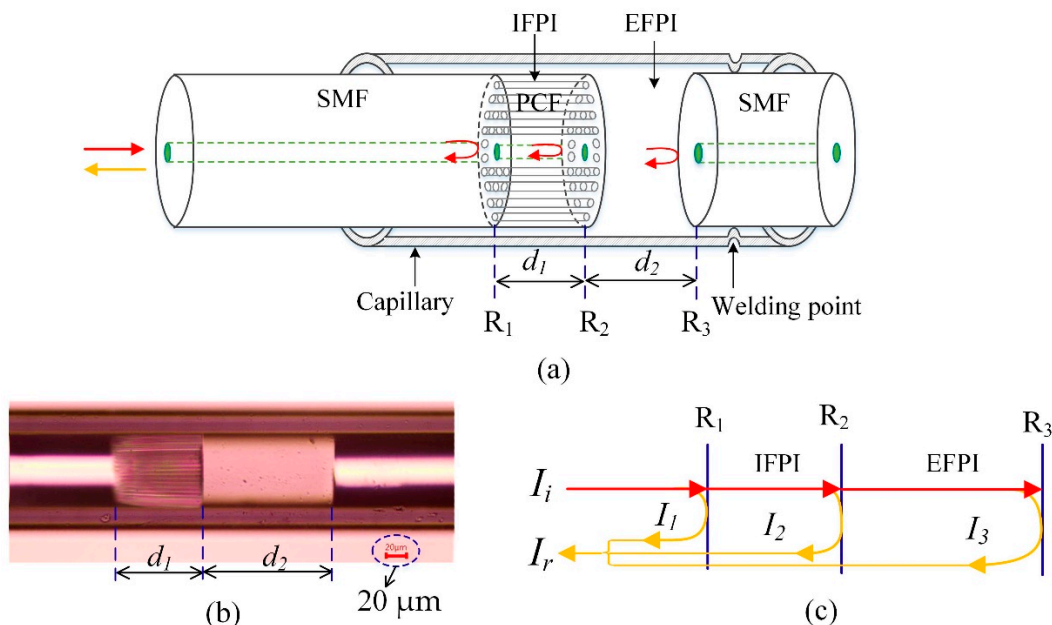 IFPI EFPI
SMF PCF SMF
d1 d2
Capillary Welding point
R1 R2 R3
(a)
R1 R2 R3
IFPI EFPI
Ii
I1 I2 I3
Ir
20μm
d1 d2
20 μm
(b) (c)